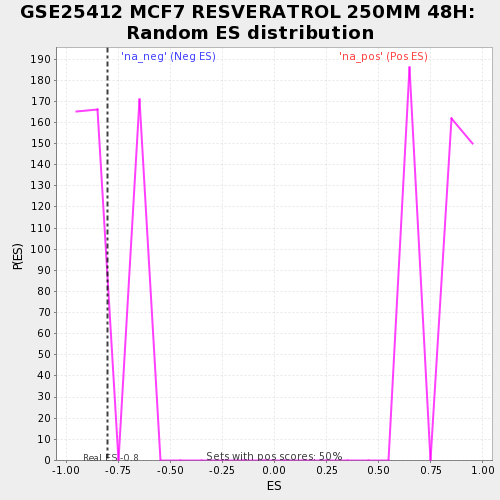 GSE25412 MCF7 RESVERATROL 250MM 48H:
Random ES distribution
'na_neg' (Neg ES)
'na_pos' (Pos ES)
190
180
170
160
150
140
130
120
110
100
90
80
70
60
50
40
30
20
10
0
P(ES)
Real ES -0.8
Sets with pos scores: 50%
-1.00 -0.75 -0.50 -0.25 0.00 0.25 0.50 0.75 1.00
ES